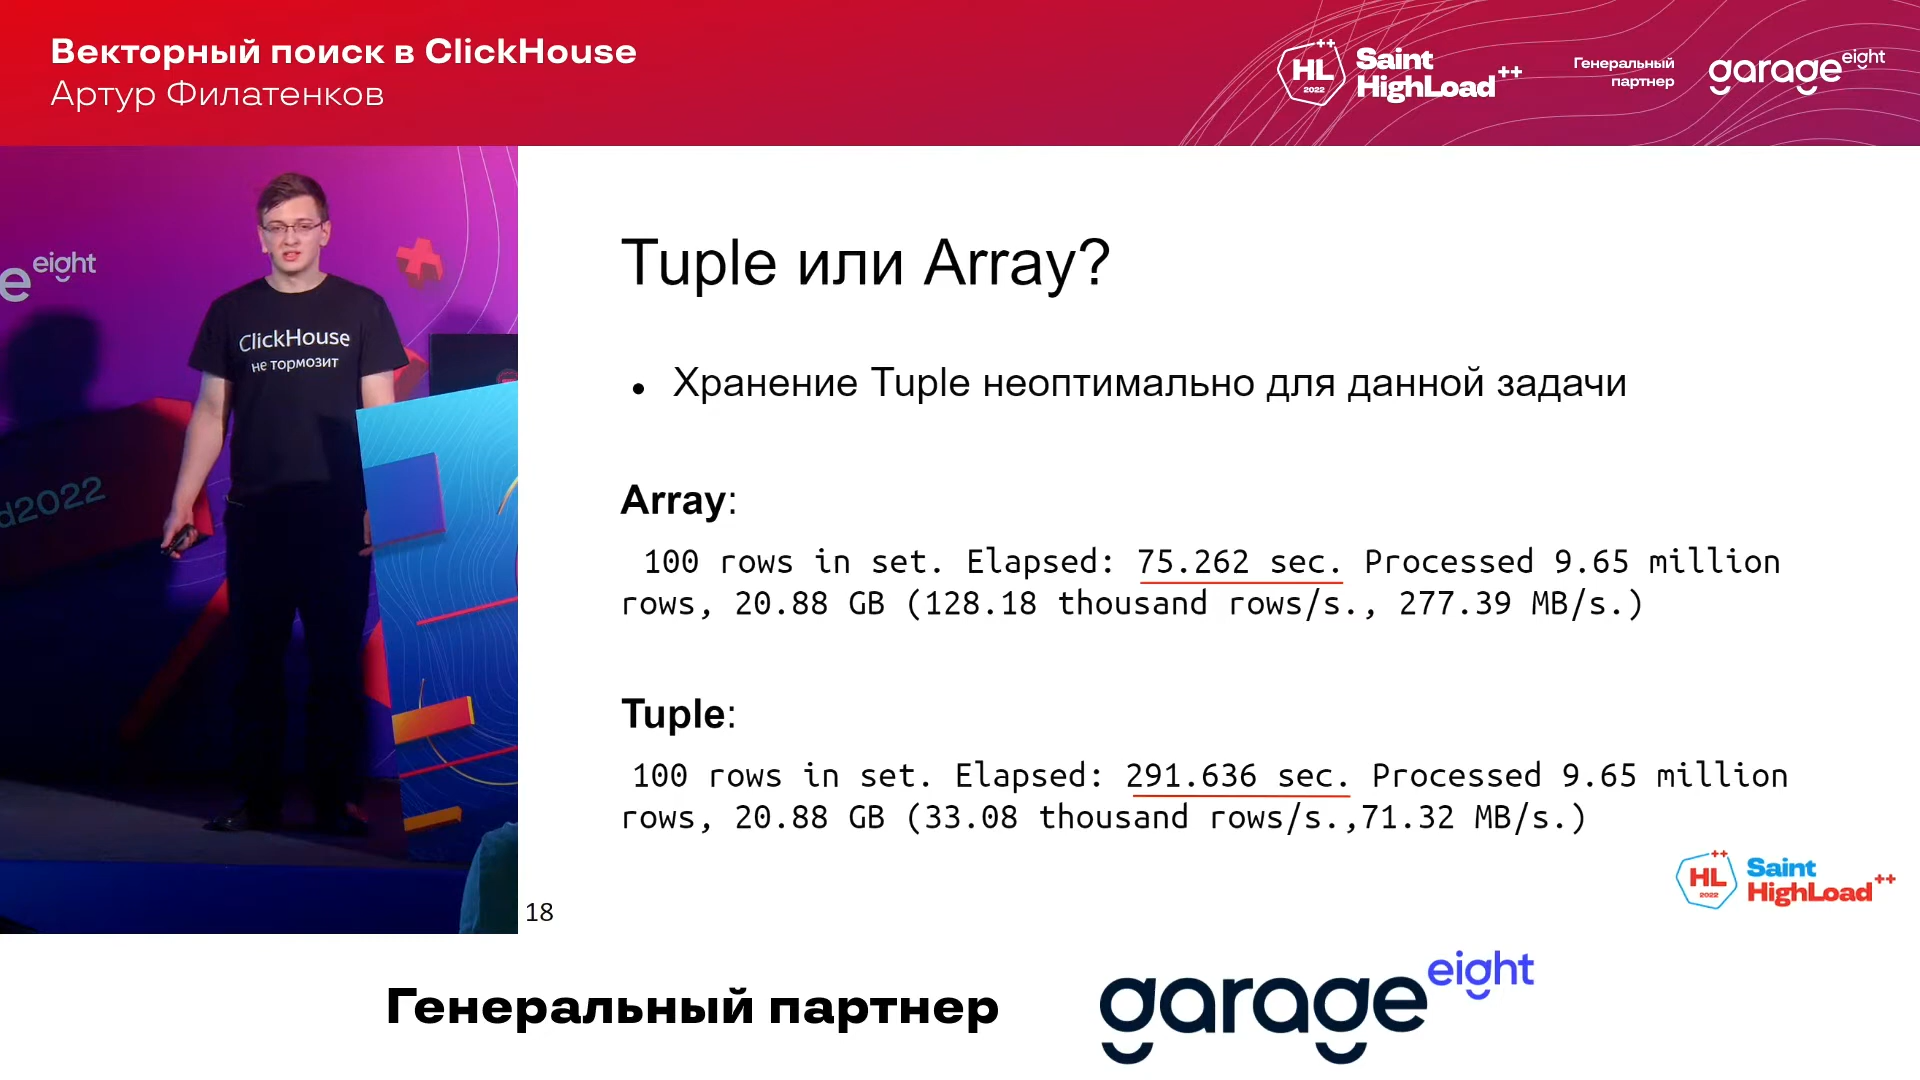 Векторный поиск в ClickHouse
Артур Филатенков
HL 2022 Saint HighLoad++
Генеральный партнер
garage eight
e eight
ClickHouse
не тормозит
d2022
Tuple или Array?
● Хранение Tuple неоптимально для данной задачи
Array:
100 rows in set. Elapsed: 75.262 sec. Processed 9.65 million
rows, 20.88 GB (128.18 thousand rows/s., 277.39 MB/s.)
Tuple:
100 rows in set. Elapsed: 291.636 sec. Processed 9.65 million
rows, 20.88 GB (33.08 thousand rows/s.,71.32 MB/s.)
HL 2022 Saint HighLoad++
18
Генеральный партнер
garage eight